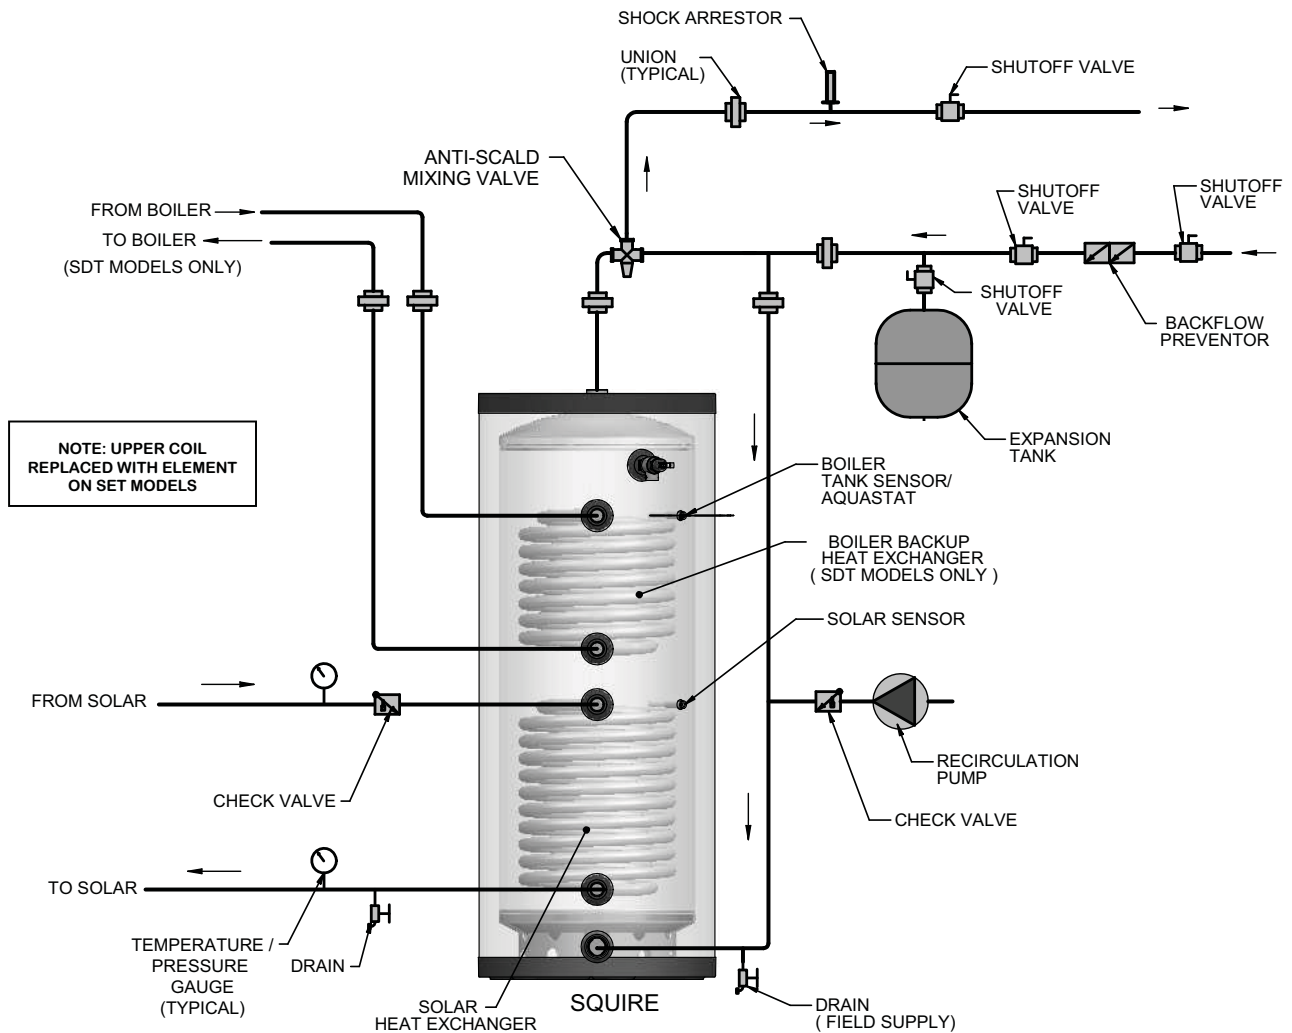 SHOCK ARRESTOR
UNION
(TYPICAL)
SHUTOFF VALVE
ANTI-SCALD
MIXING VALVE
SHUTOFF
VALVE
SHUTOFF
VALVE
FROM BOILER
TO BOILER
(SDT MODELS ONLY)
SHUTOFF
VALVE
BACKFLOW
PREVENTOR
NOTE: UPPER COIL
REPLACED WITH ELEMENT
ON SET MODELS
EXPANSION
TANK
BOILER
TANK SENSOR/
AQUASTAT
BOILER BACKUP
HEAT EXCHANGER
( SDT MODELS ONLY )
SOLAR SENSOR
FROM SOLAR
RECIRCULATION
PUMP
CHECK VALVE
CHECK VALVE
TO SOLAR
TEMPERATURE /
PRESSURE
GAUGE
(TYPICAL)
DRAIN
SOLAR
HEAT EXCHANGER
SQUIRE
DRAIN
( FIELD SUPPLY)